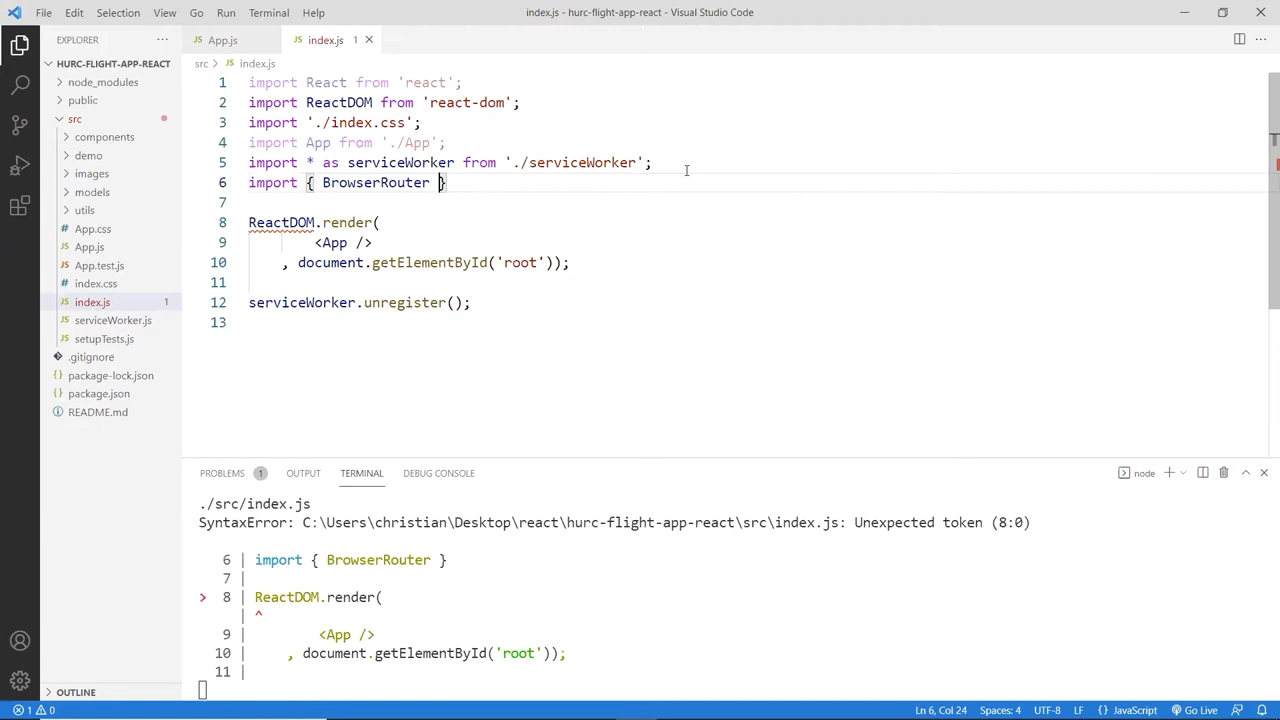 File Edit Selection View Go Run Terminal Help
index.js - hurc-flight-app-react - Visual Studio Code
EXPLORER ···
HURC-FLIGHT-APP-REACT
node_modules
public
src
components
demo
images
models
utils
App.css
JS App.js
JS App.test.js
index.css
JS index.js 1
JS serviceWorker.js
JS setupTests.js
.gitignore
{} package-lock.json
{} package.json
README.md
OUTLINE
JS App.js
JS index.js 1
src > JS index.js
1 import React from 'react';
2 import ReactDOM from 'react-dom';
3 import './index.css';
4 import App from './App';
5 import * as serviceWorker from './serviceWorker';
6 import { BrowserRouter }
7
8 ReactDOM.render(
9 <App />
10 , document.getElementById('root'));
11
12 serviceWorker.unregister();
13
PROBLEMS 1 OUTPUT TERMINAL DEBUG CONSOLE
node
./src/index.js
SyntaxError: C:\Users\christian\Desktop\react\hurc-flight-app-react\src\index.js: Unexpected token (8:0)
6 | import { BrowserRouter }
7 |
> 8 | ReactDOM.render(
| ^
9 | <App />
10 | , document.getElementById('root'));
11 |
1 0
Ln 6, Col 24 Spaces: 4 UTF-8 LF {} JavaScript Go Live